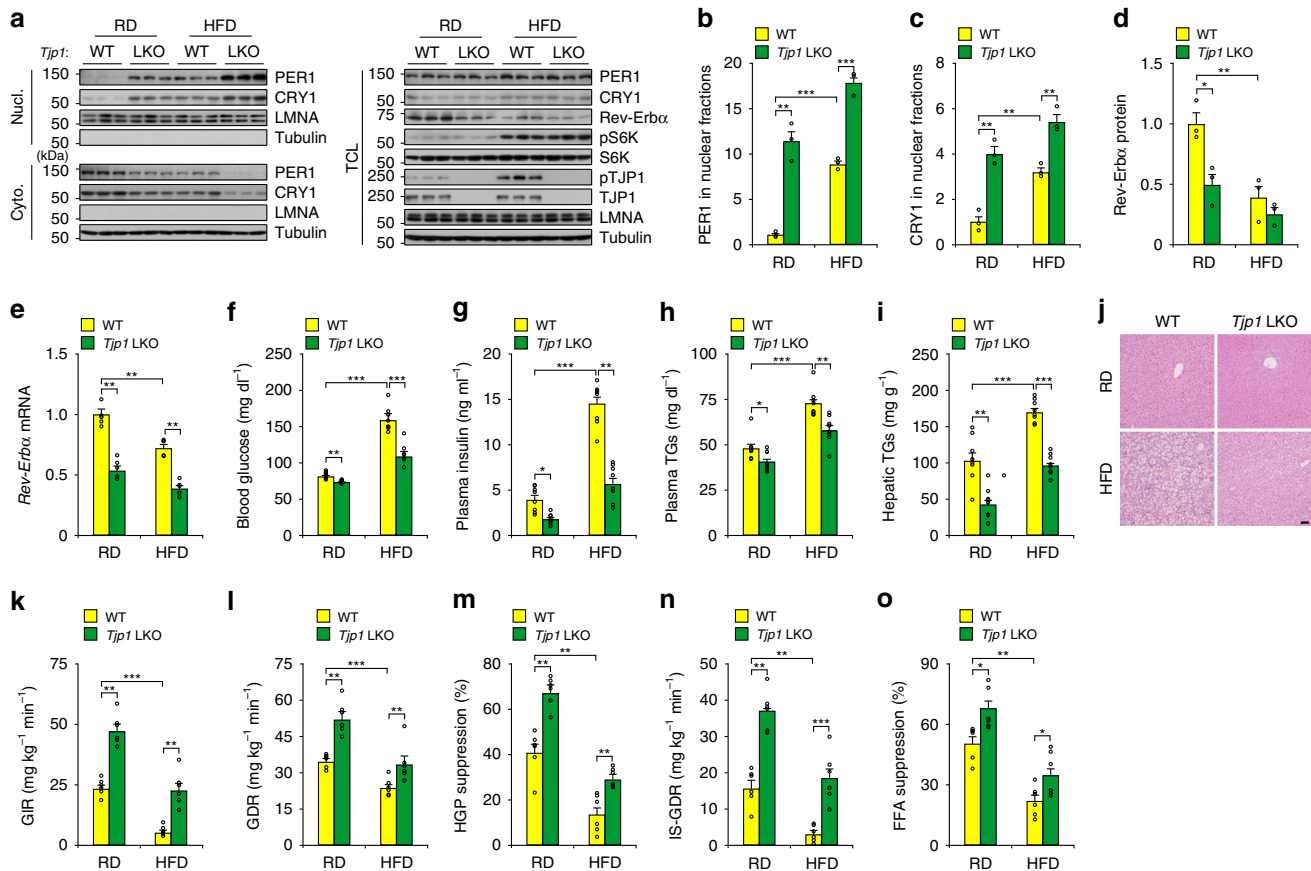 a
RD HFD
Tjp1: WT LKO WT LKO
Nucl.
150 PER1
50 CRY1
LMNA
50
50 Tubulin
(kDa)
Cyto.
150 PER1
50 CRY1
LMNA
50
50 Tubulin
RD HFD
WT LKO WT LKO
TCL
150 PER1
50 CRY1
75 Rev-Erbα
50 pS6K
50 S6K
250 pTJP1
250 TJP1
50 LMNA
50 Tubulin
b
WT
Tjp1 LKO
PER1 in nuclear fractions
20
15
10
5
0
** *** ***
RD HFD
c
WT
Tjp1 LKO
CRY1 in nuclear fractions
8
6
4
2
0
** ** **
RD HFD
d
WT
Tjp1 LKO
Rev-Erbα protein
1.5
1.0
0.5
0
* **
RD HFD
e
WT
Tjp1 LKO
Rev-Erbα mRNA
1.5
1.0
0.5
0
** ** **
RD HFD
f
WT
Tjp1 LKO
Blood glucose (mg dl⁻¹)
250
200
150
100
50
0
** *** ***
RD HFD
g
WT
Tjp1 LKO
Plasma insulin (ng ml⁻¹)
20
15
10
5
0
* *** **
RD HFD
h
WT
Tjp1 LKO
Plasma TGs (mg dl⁻¹)
100
75
50
25
0
* *** **
RD HFD
i
WT
Tjp1 LKO
Hepatic TGs (mg g⁻¹)
250
200
150
100
50
0
** *** ***
RD HFD
j
WT Tjp1 LKO
RD
HFD
k
WT
Tjp1 LKO
GIR (mg kg⁻¹ min⁻¹)
75
50
25
0
** *** **
RD HFD
l
WT
Tjp1 LKO
GDR (mg kg⁻¹ min⁻¹)
75
60
45
30
15
0
** *** **
RD HFD
m
WT
Tjp1 LKO
HGP suppression (%)
80
60
40
20
0
** ** **
RD HFD
n
WT
Tjp1 LKO
IS-GDR (mg kg⁻¹ min⁻¹)
50
40
30
20
10
0
** ** ***
RD HFD
o
WT
Tjp1 LKO
FFA suppression (%)
90
60
30
0
* ** *
RD HFD